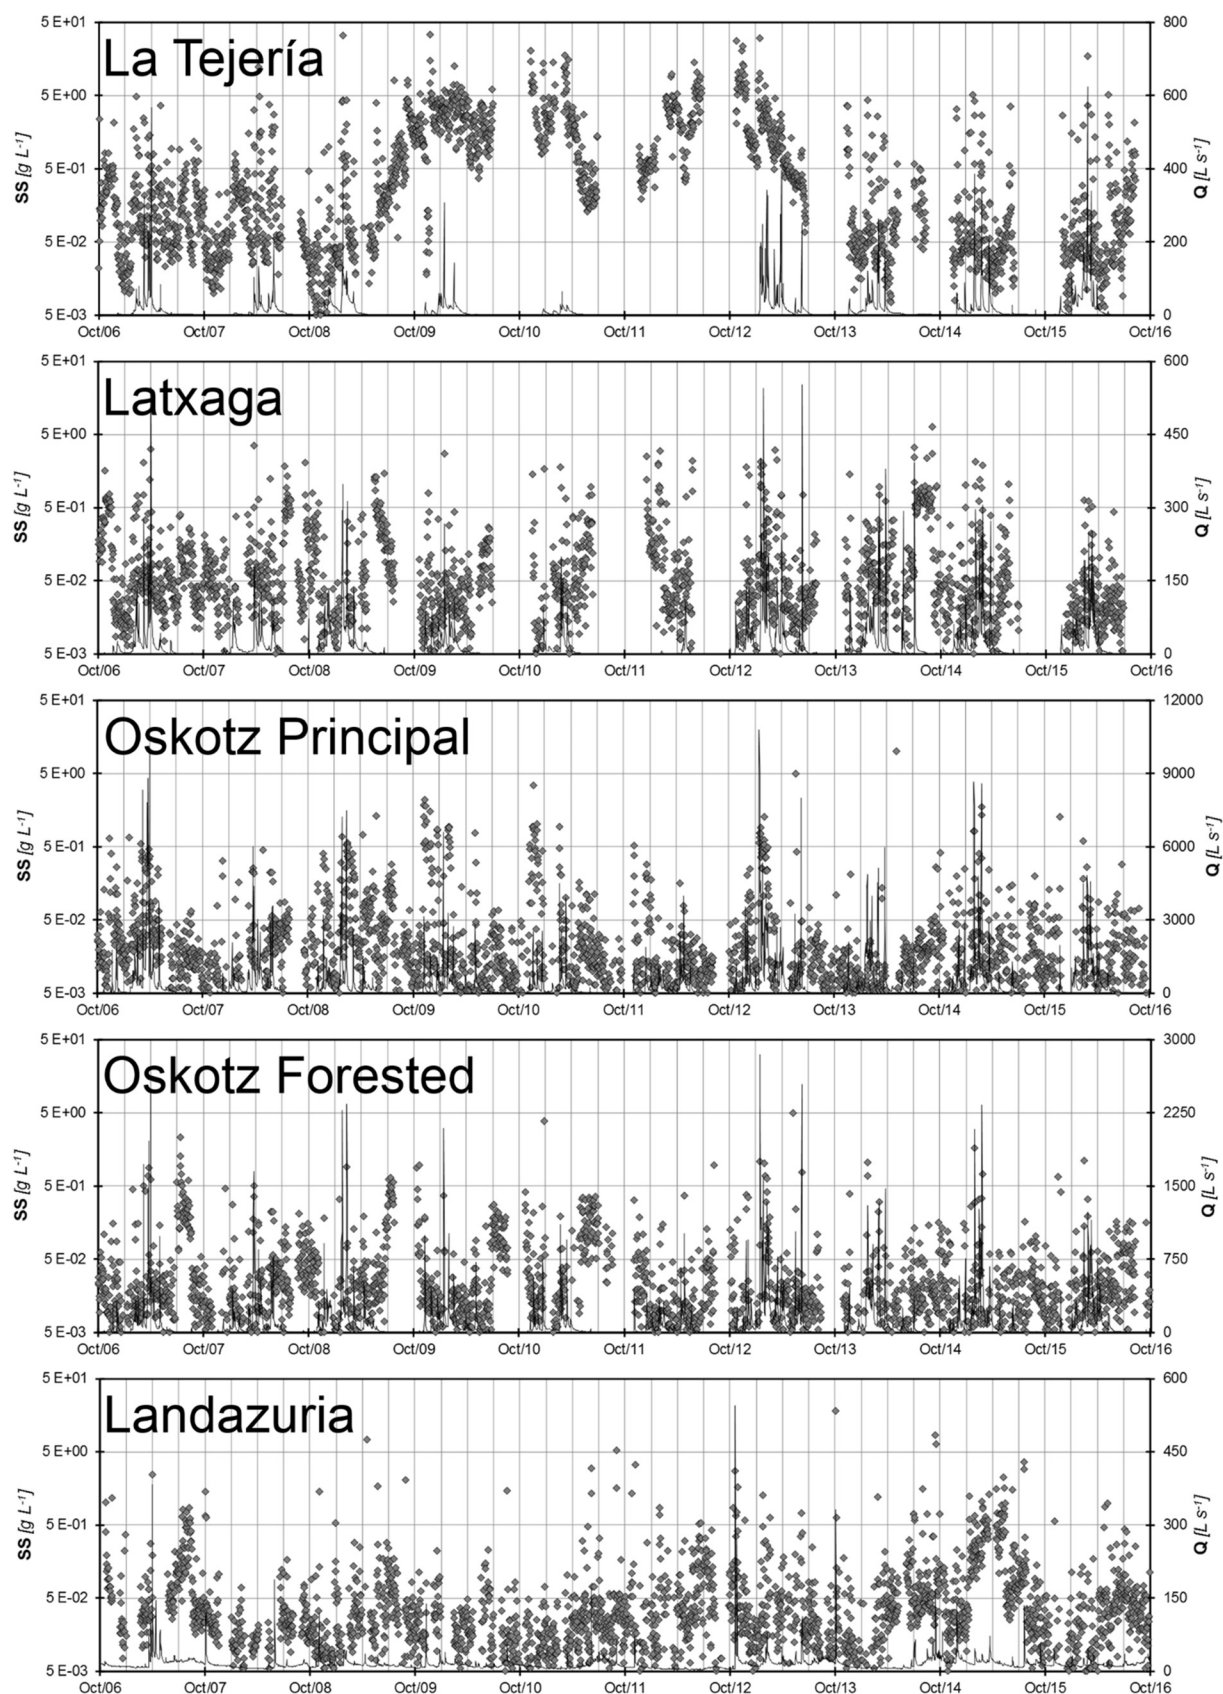 La Tejería
5 E+01
5 E+00
5 E-01
5 E-02
5 E-03
SS [g L-1]
800
600
400
200
0
Q [L s-1]
Oct/06 Oct/07 Oct/08 Oct/09 Oct/10 Oct/11 Oct/12 Oct/13 Oct/14 Oct/15 Oct/16
Latxaga
5 E+01
5 E+00
5 E-01
5 E-02
5 E-03
SS [g L-1]
600
450
300
150
0
Q [L s-1]
Oct/06 Oct/07 Oct/08 Oct/09 Oct/10 Oct/11 Oct/12 Oct/13 Oct/14 Oct/15 Oct/16
Oskotz Principal
5 E+01
5 E+00
5 E-01
5 E-02
5 E-03
SS [g L-1]
12000
9000
6000
3000
0
Q [L s-1]
Oct/06 Oct/07 Oct/08 Oct/09 Oct/10 Oct/11 Oct/12 Oct/13 Oct/14 Oct/15 Oct/16
Oskotz Forested
5 E+01
5 E+00
5 E-01
5 E-02
5 E-03
SS [g L-1]
3000
2250
1500
750
0
Q [L s-1]
Oct/06 Oct/07 Oct/08 Oct/09 Oct/10 Oct/11 Oct/12 Oct/13 Oct/14 Oct/15 Oct/16
Landazuria
5 E+01
5 E+00
5 E-01
5 E-02
5 E-03
SS [g L-1]
600
450
300
150
0
Q [L s-1]
Oct/06 Oct/07 Oct/08 Oct/09 Oct/10 Oct/11 Oct/12 Oct/13 Oct/14 Oct/15 Oct/16